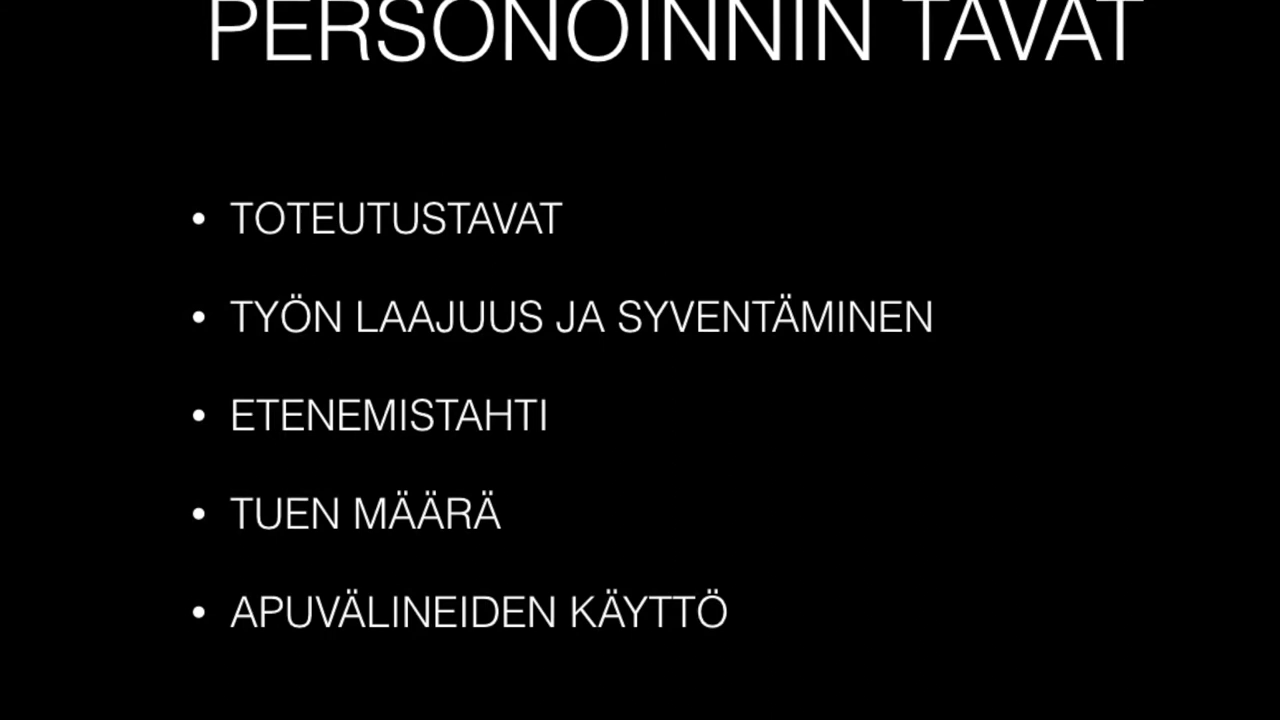 PERSONOINNIN TAVAT
• TOTEUTUSTAVAT
• TYÖN LAAJUUS JA SYVENTÄMINEN
• ETENEMISTAHTI
• TUEN MÄÄRÄ
• APUVÄLINEIDEN KÄYTTÖ